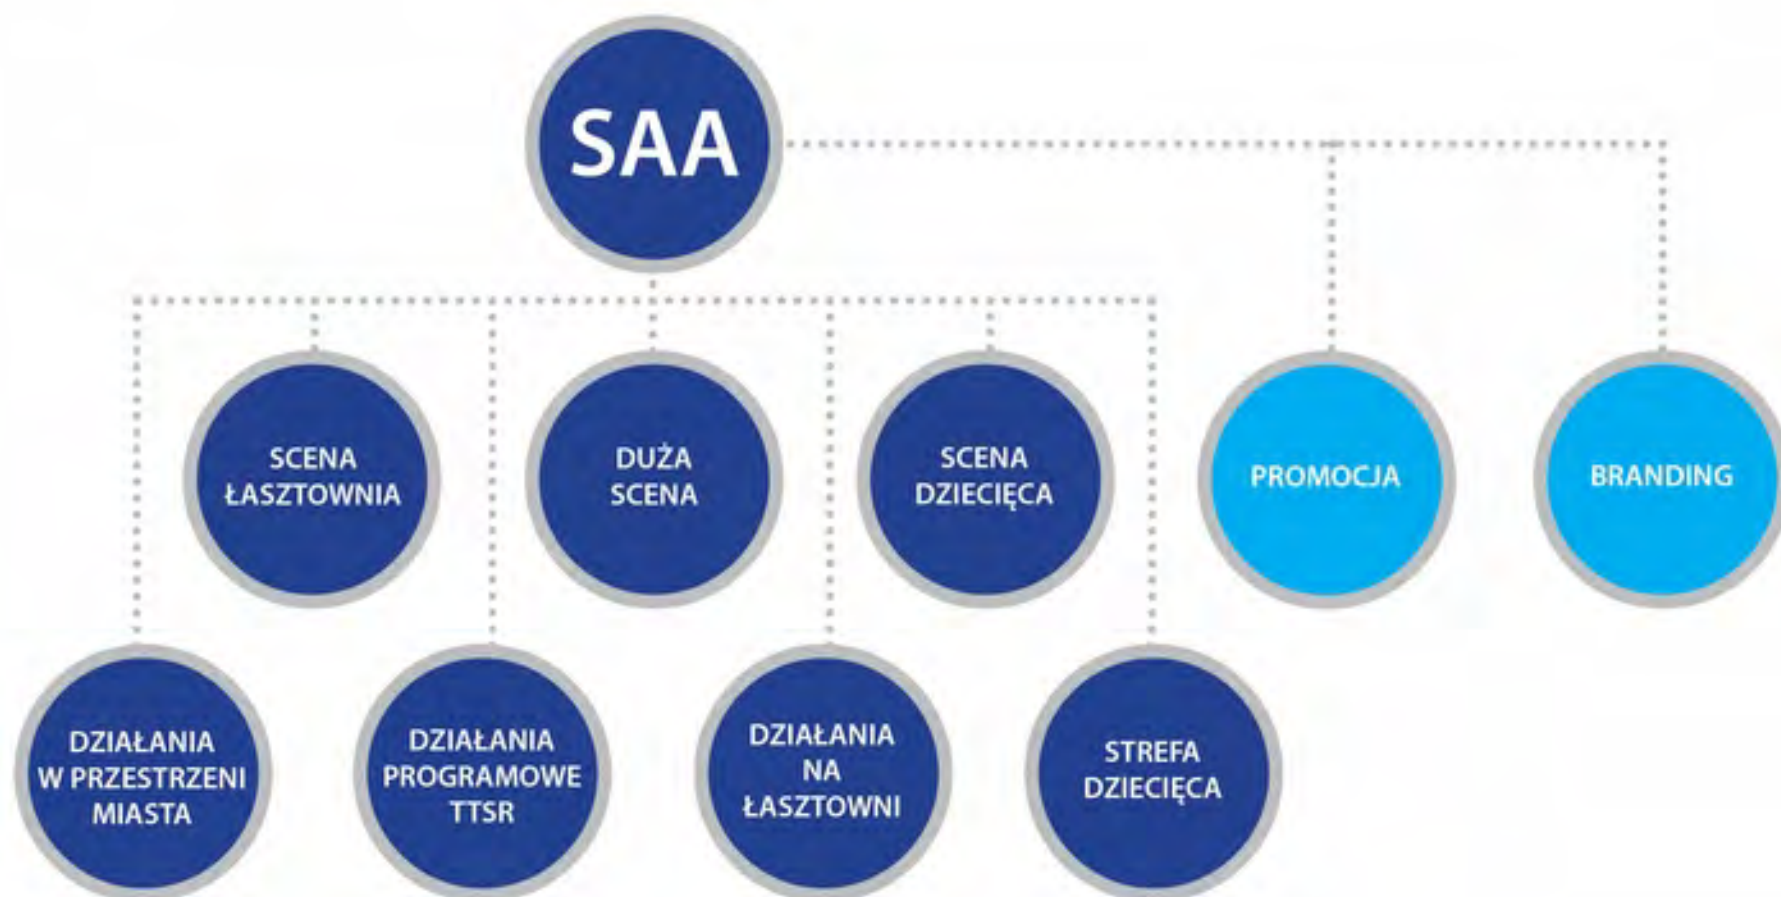 SAA
SCENA
ŁASZTOWNIA
DUŻA
SCENA
SCENA
DZIECIĘCA
PROMOCJA
BRANDING
DZIAŁANIA
W PRZESTRZENI
MIASTA
DZIAŁANIA
PROGRAMOWE
TTSR
DZIAŁANIA
NA
ŁASZTOWNI
STREFA
DZIECIĘCA